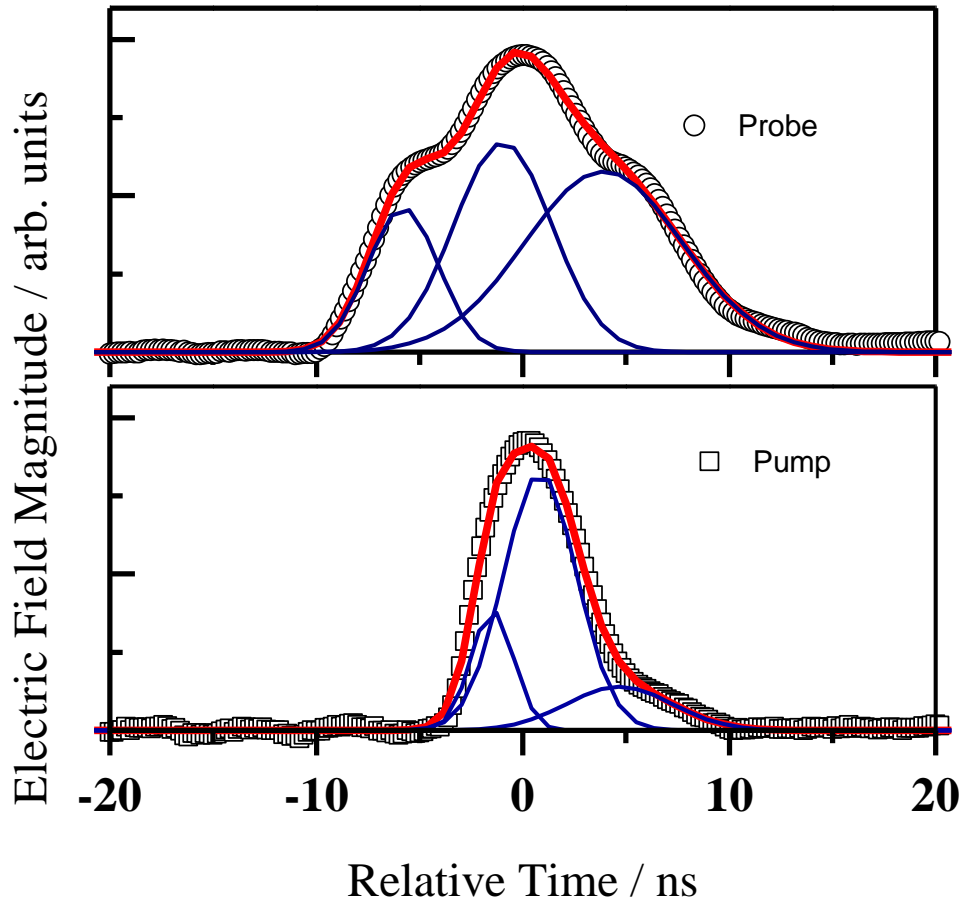 Electric Field Magnitude / arb. units
Probe
Pump
-20 -10 0 10 20
Relative Time / ns